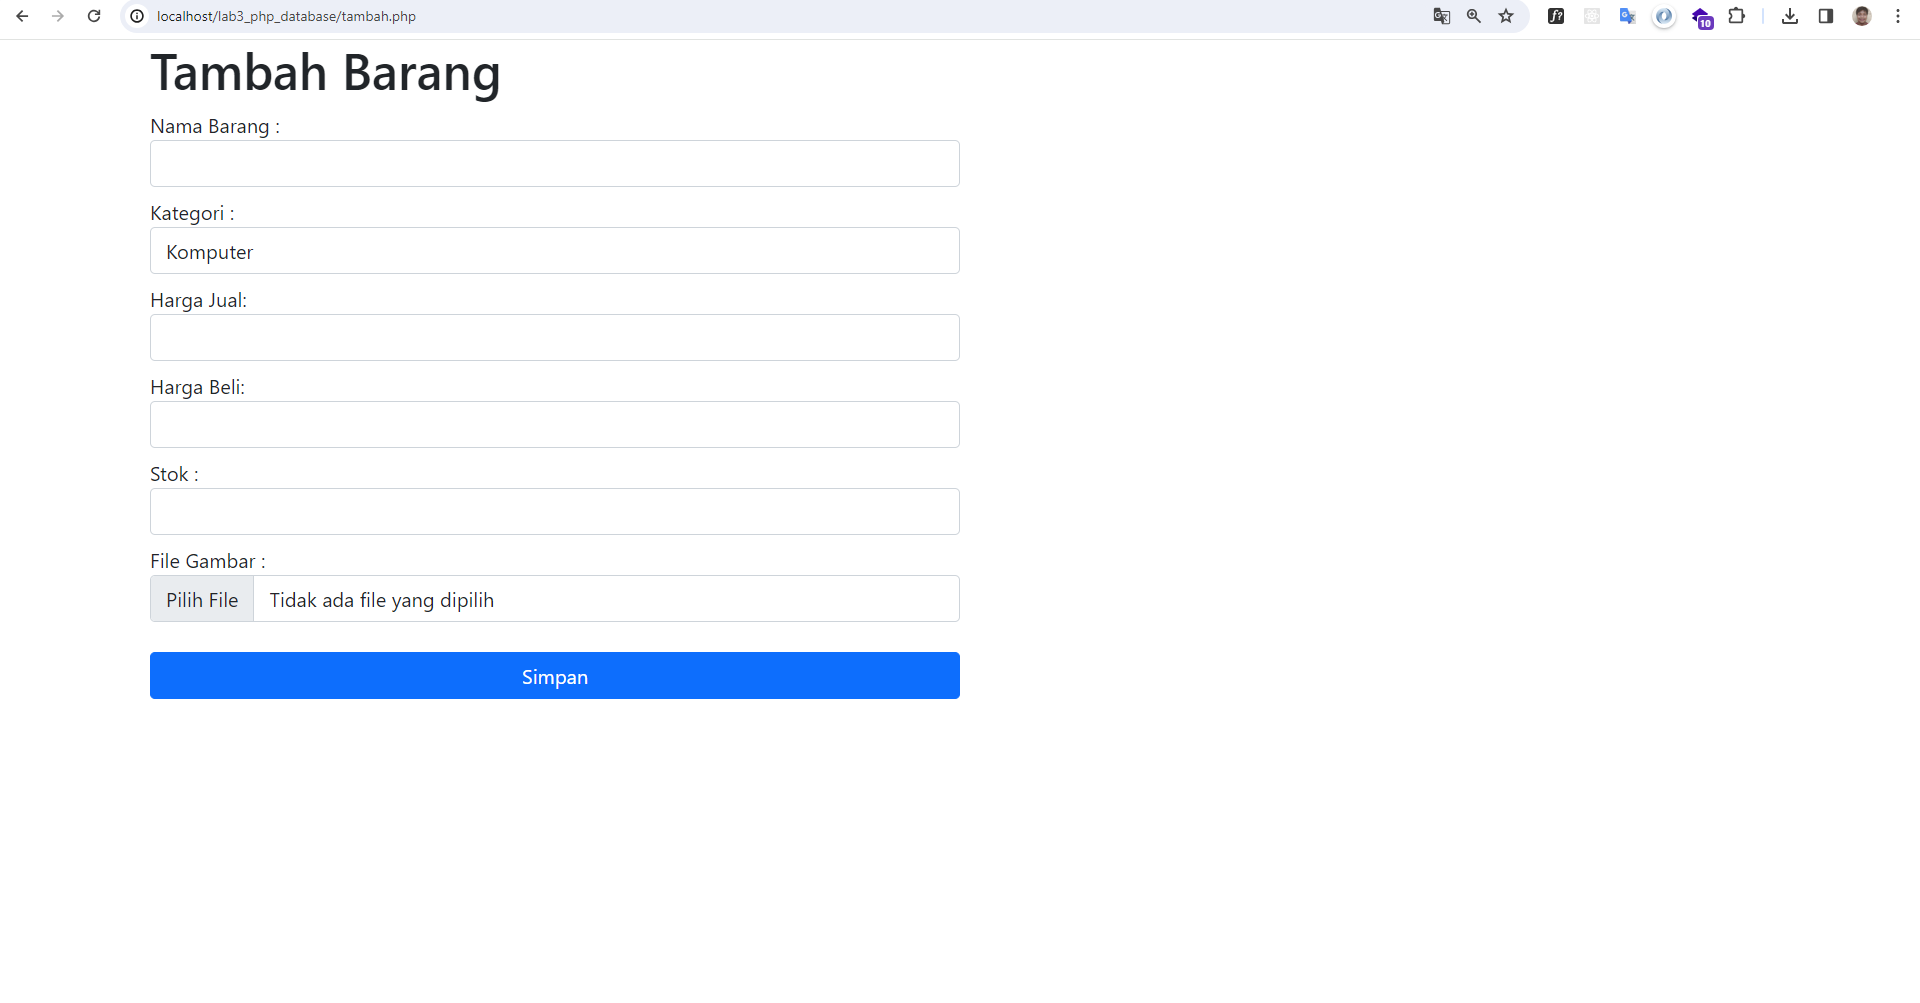 localhost/lab3_php_database/tambah.php
10
Tambah Barang
Nama Barang :
Kategori :
Komputer
Harga Jual:
Harga Beli:
Stok :
File Gambar :
Pilih File Tidak ada file yang dipilih
Simpan